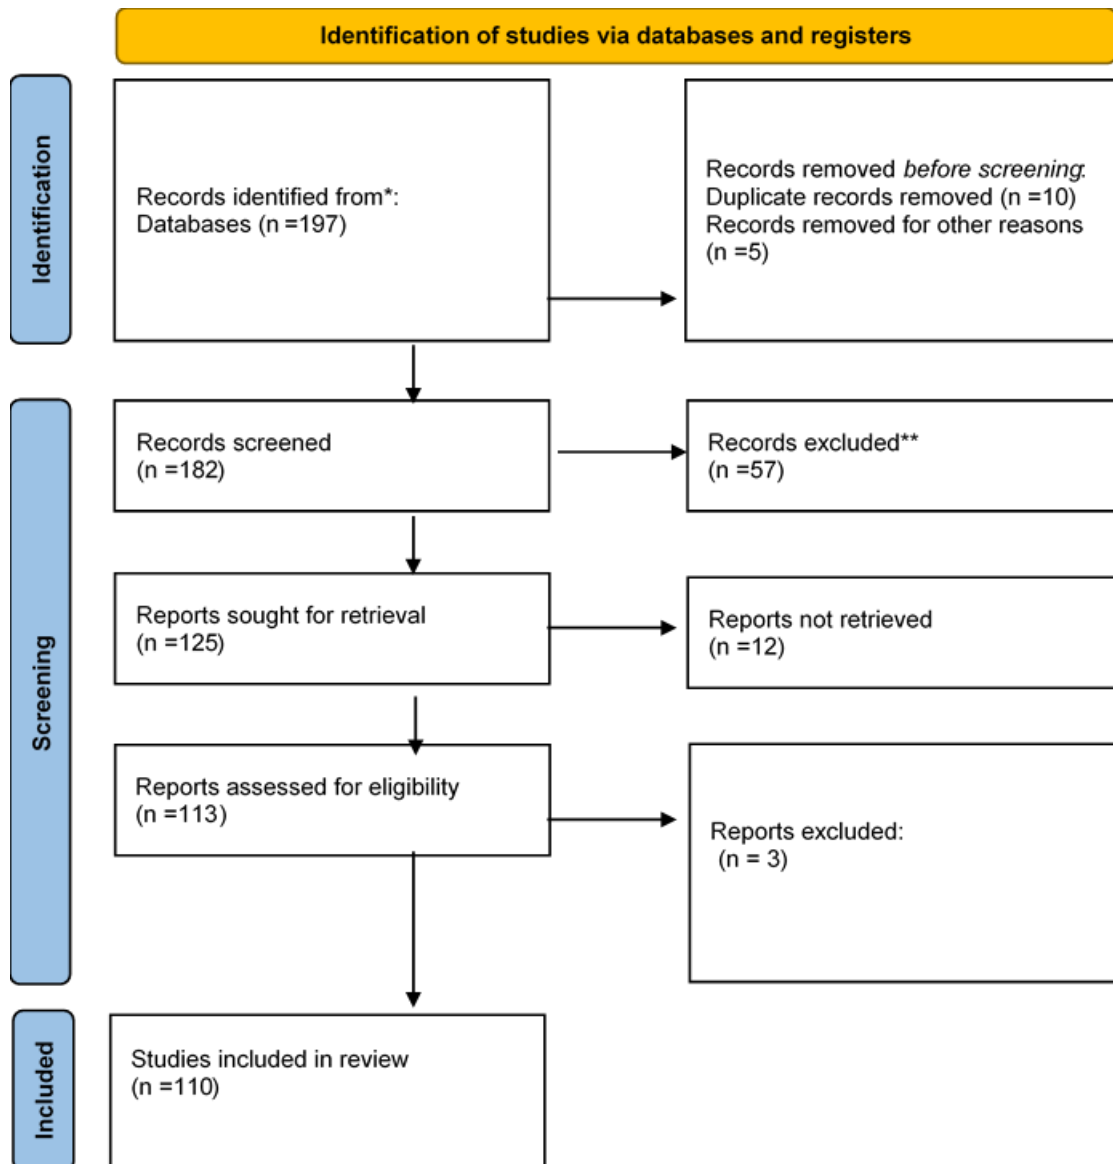 Identification of studies via databases and registers
Identification
Records identified from*:
Databases (n =197)
Records removed before screening:
Duplicate records removed (n =10)
Records removed for other reasons
(n =5)
Screening
Records screened
(n =182)
Records excluded**
(n =57)
Reports sought for retrieval
(n =125)
Reports not retrieved
(n =12)
Reports assessed for eligibility
(n =113)
Reports excluded:
(n = 3)
Included
Studies included in review
(n =110)